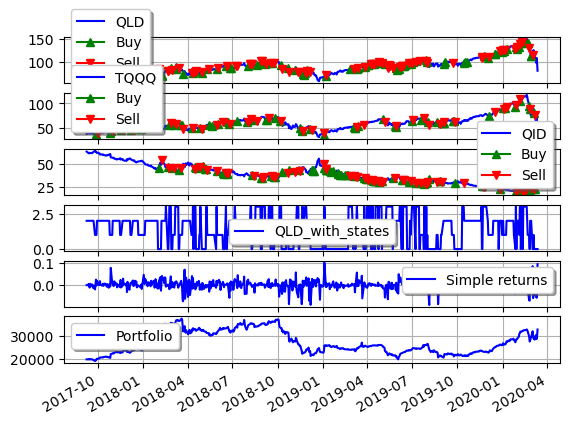 QLD
Buy
Sell
150
100
TQQQ
Buy
Sell
100
50
QID
Buy
Sell
50
25
QLD_with_states
2.5
0.0
Simple returns
0.1
0.0
Portfolio
30000
20000
2017-10
2018-01
2018-04
2018-07
2018-10
2019-01
2019-04
2019-07
2019-10
2020-01
2020-04